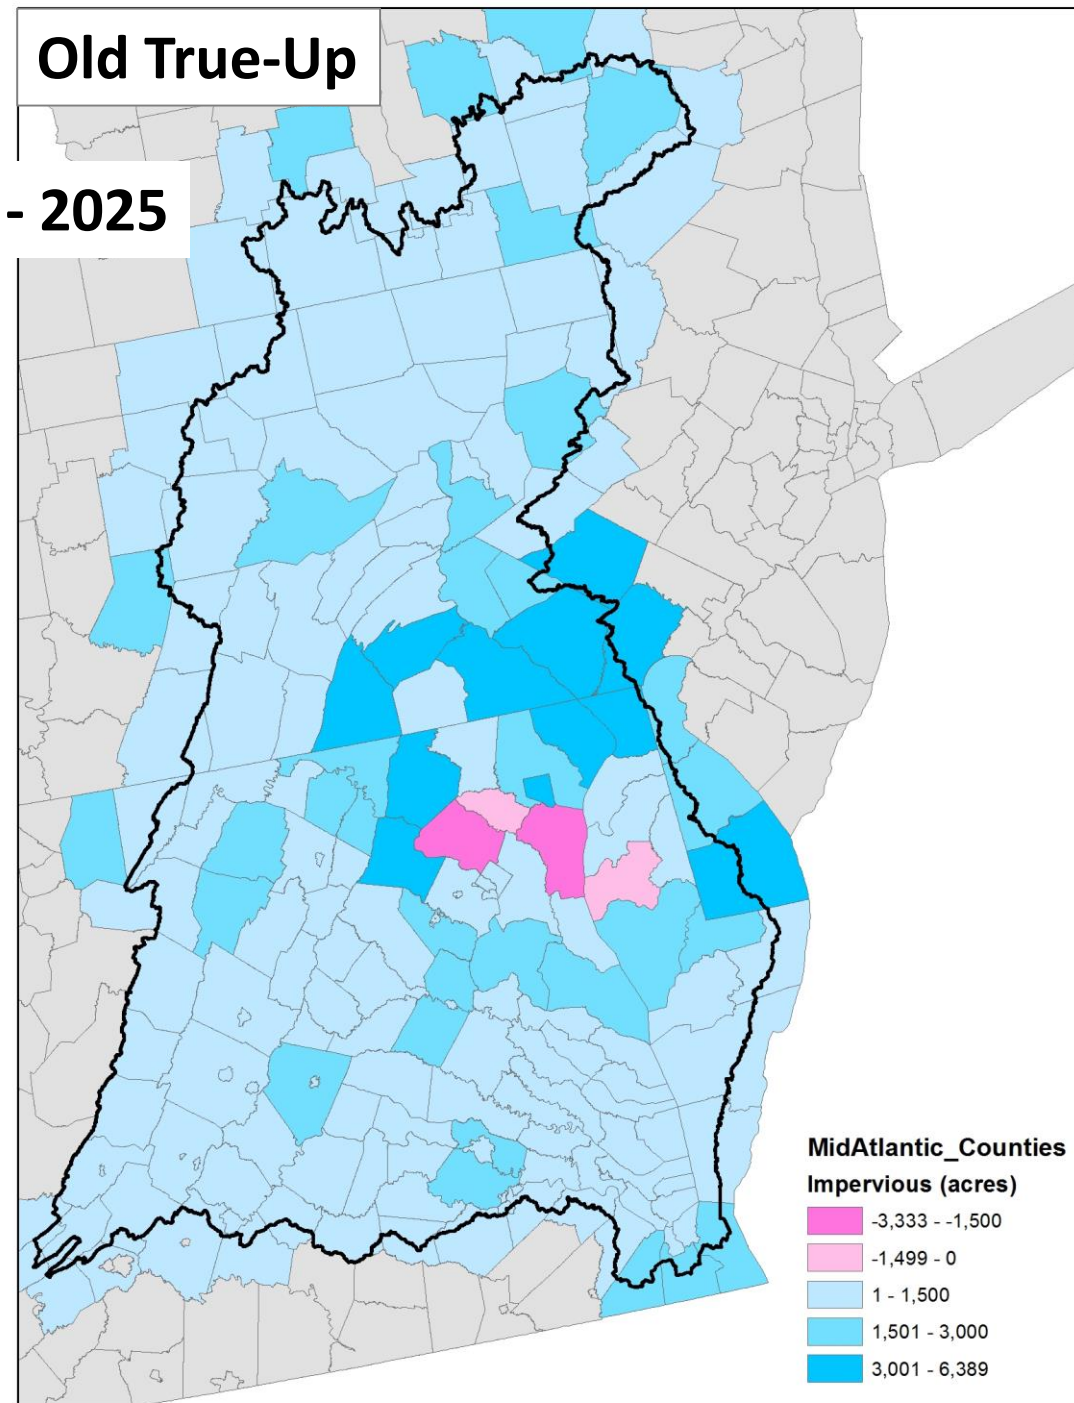 Old True-Up
- 2025
MidAtlantic_Counties
Impervious (acres)
-3,333 - -1,500
-1,499 - 0
1 - 1,500
1,501 - 3,000
3,001 - 6,389